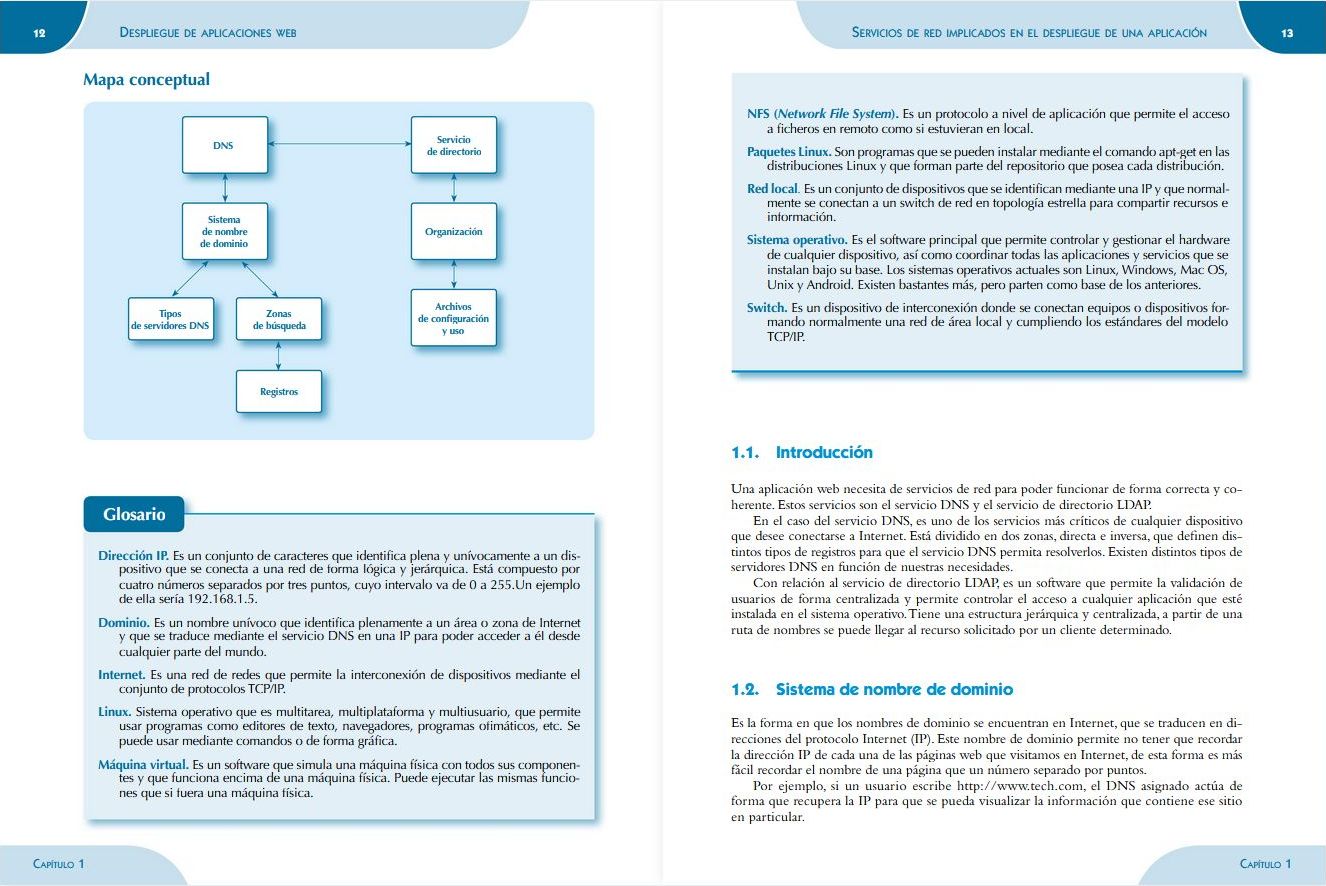 12
DESPLIEGUE DE APLICACIONES WEB
Mapa conceptual
DNS
Servicio
de directorio
Sistema
de nombre
de dominio
Organización
Tipos
de servidores DNS
Zonas
de búsqueda
Archivos
de configuración
y uso
Registros
Glosario
Dirección IP. Es un conjunto de caracteres que identifica plena y unívocamente a un dis-
positivo que se conecta a una red de forma lógica y jerárquica. Está compuesto por
cuatro números separados por tres puntos, cuyo intervalo va de 0 a 255.Un ejemplo
de ella sería 192.168.1.5.
Dominio. Es un nombre unívoco que identifica plenamente a un área o zona de Internet
y que se traduce mediante el servicio DNS en una IP para poder acceder a él desde
cualquier parte del mundo.
Internet. Es una red de redes que permite la interconexión de dispositivos mediante el
conjunto de protocolos TCP/IP.
Linux. Sistema operativo que es multitarea, multiplataforma y multiusuario, que permite
usar programas como editores de texto, navegadores, programas ofimáticos, etc. Se
puede usar mediante comandos o de forma gráfica.
Máquina virtual. Es un software que simula una máquina física con todos sus componen-
tes y que funciona encima de una máquina física. Puede ejecutar las mismas funcio-
nes que si fuera una máquina física.
CAPÍTULO 1
SERVICIOS DE RED IMPLICADOS EN EL DESPLIEGUE DE UNA APLICACIÓN
13
NFS (Network File System). Es un protocolo a nivel de aplicación que permite el acceso
a ficheros en remoto como si estuvieran en local.
Paquetes Linux. Son programas que se pueden instalar mediante el comando apt-get en las
distribuciones Linux y que forman parte del repositorio que posea cada distribución.
Red local. Es un conjunto de dispositivos que se identifican mediante una IP y que normal-
mente se conectan a un switch de red en topología estrella para compartir recursos e
información.
Sistema operativo. Es el software principal que permite controlar y gestionar el hardware
de cualquier dispositivo, así como coordinar todas las aplicaciones y servicios que se
instalan bajo su base. Los sistemas operativos actuales son Linux, Windows, Mac OS,
Unix y Android. Existen bastantes más, pero parten como base de los anteriores.
Switch. Es un dispositivo de interconexión donde se conectan equipos o dispositivos for-
mando normalmente una red de área local y cumpliendo los estándares del modelo
TCP/IP.
1.1. Introducción
Una aplicación web necesita de servicios de red para poder funcionar de forma correcta y co-
herente. Estos servicios son el servicio DNS y el servicio de directorio LDAP.
En el caso del servicio DNS, es uno de los servicios más críticos de cualquier dispositivo
que desee conectarse a Internet. Está dividido en dos zonas, directa e inversa, que definen dis-
tintos tipos de registros para que el servicio DNS permita resolverlos. Existen distintos tipos de
servidores DNS en función de nuestras necesidades.
Con relación al servicio de directorio LDAP, es un software que permite la validación de
usuarios de forma centralizada y permite controlar el acceso a cualquier aplicación que esté
instalada en el sistema operativo. Tiene una estructura jerárquica y centralizada, a partir de una
ruta de nombres se puede llegar al recurso solicitado por un cliente determinado.
1.2. Sistema de nombre de dominio
Es la forma en que los nombres de dominio se encuentran en Internet, que se traducen en di-
recciones del protocolo Internet (IP). Este nombre de dominio permite no tener que recordar
la dirección IP de cada una de las páginas web que visitamos en Internet, de esta forma es más
fácil recordar el nombre de una página que un número separado por puntos.
Por ejemplo, si un usuario escribe http://www.tech.com, el DNS asignado actúa de
forma que recupera la IP para que se pueda visualizar la información que contiene ese sitio
en particular.
CAPÍTULO 1